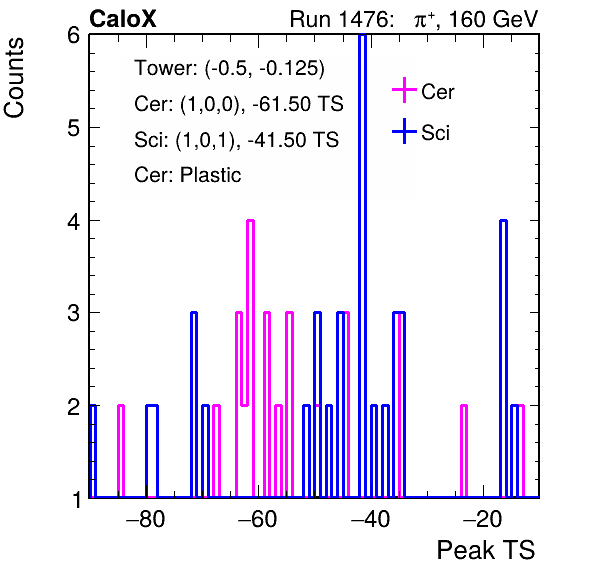 CaloX Run 1476: π⁺, 160 GeV
Counts
Tower: (-0.5, -0.125)
Cer: (1,0,0), -61.50 TS
Sci: (1,0,1), -41.50 TS
Cer: Plastic
Cer
Sci
6
5
4
3
2
1
−80 −60 −40 −20
Peak TS